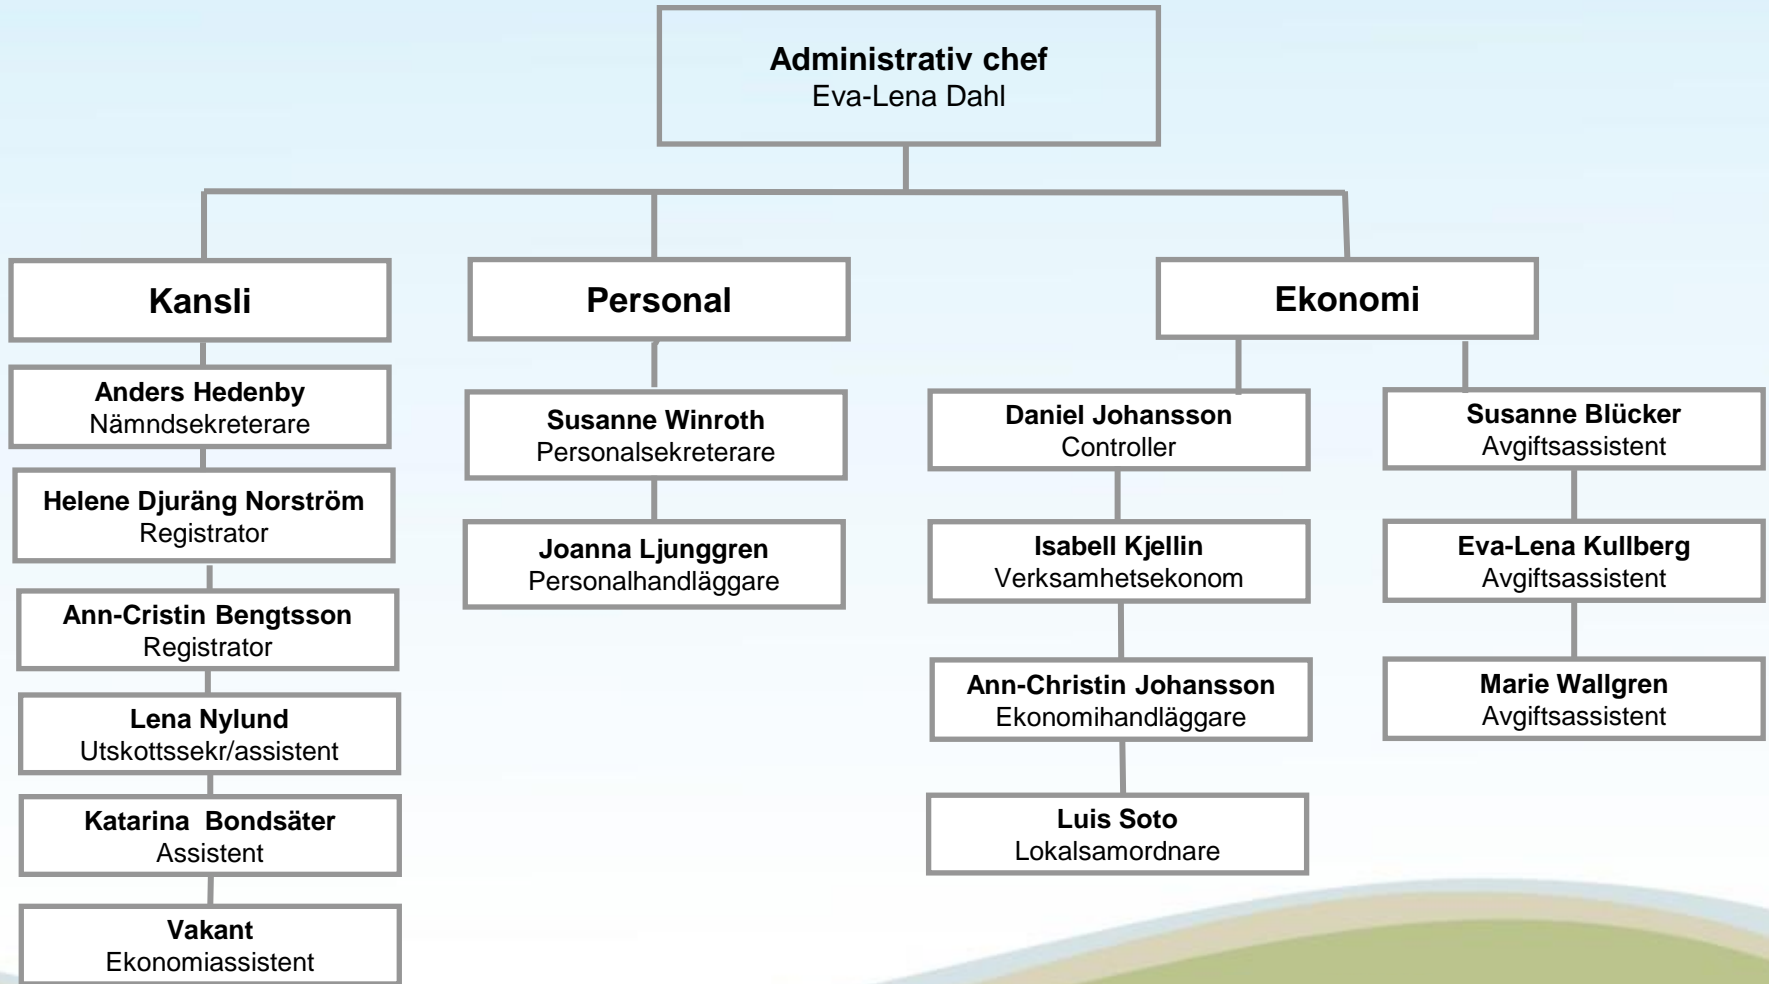 Administrativ chef
Eva-Lena Dahl
Kansli
Anders Hedenby
Nämndsekreterare
Helene Djuräng Norström
Registrator
Ann-Cristin Bengtsson
Registrator
Lena Nylund
Utskottssekr/assistent
Katarina  Bondsäter
Assistent
Vakant
Ekonomiassistent
Personal
Susanne Winroth
Personalsekreterare
Joanna Ljunggren
Personalhandläggare
Ekonomi
Daniel Johansson
Controller
Isabell Kjellin
Verksamhetsekonom
Ann-Christin Johansson
Ekonomihandläggare
Luis Soto
Lokalsamordnare
Susanne Blücker
Avgiftsassistent
Eva-Lena Kullberg
Avgiftsassistent
Marie Wallgren
Avgiftsassistent